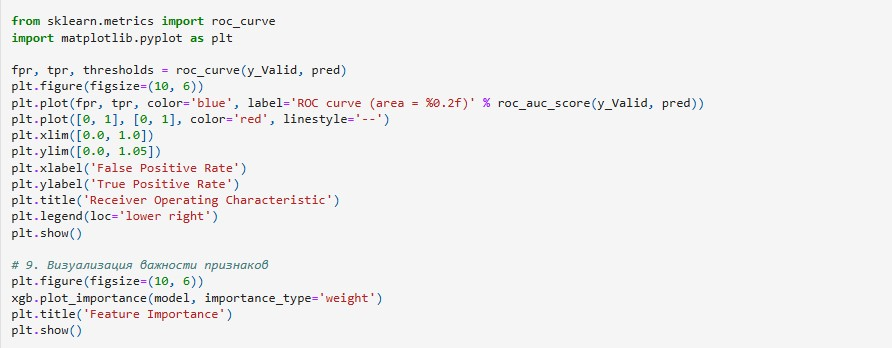 from sklearn.metrics import roc_curve
import matplotlib.pyplot as plt
fpr, tpr, thresholds = roc_curve(y_Valid, pred)
plt.figure(figsize=(10, 6))
plt.plot(fpr, tpr, color='blue', label='ROC curve (area = %0.2f)' % roc_auc_score(y_Valid, pred))
plt.plot([0, 1], [0, 1], color='red', linestyle='--')
plt.xlim([0.0, 1.0])
plt.ylim([0.0, 1.05])
plt.xlabel('False Positive Rate')
plt.ylabel('True Positive Rate')
plt.title('Receiver Operating Characteristic')
plt.legend(loc='lower right')
plt.show()
# 9. Визуализация важности признаков
plt.figure(figsize=(10, 6))
xgb.plot_importance(model, importance_type='weight')
plt.title('Feature Importance')
plt.show()